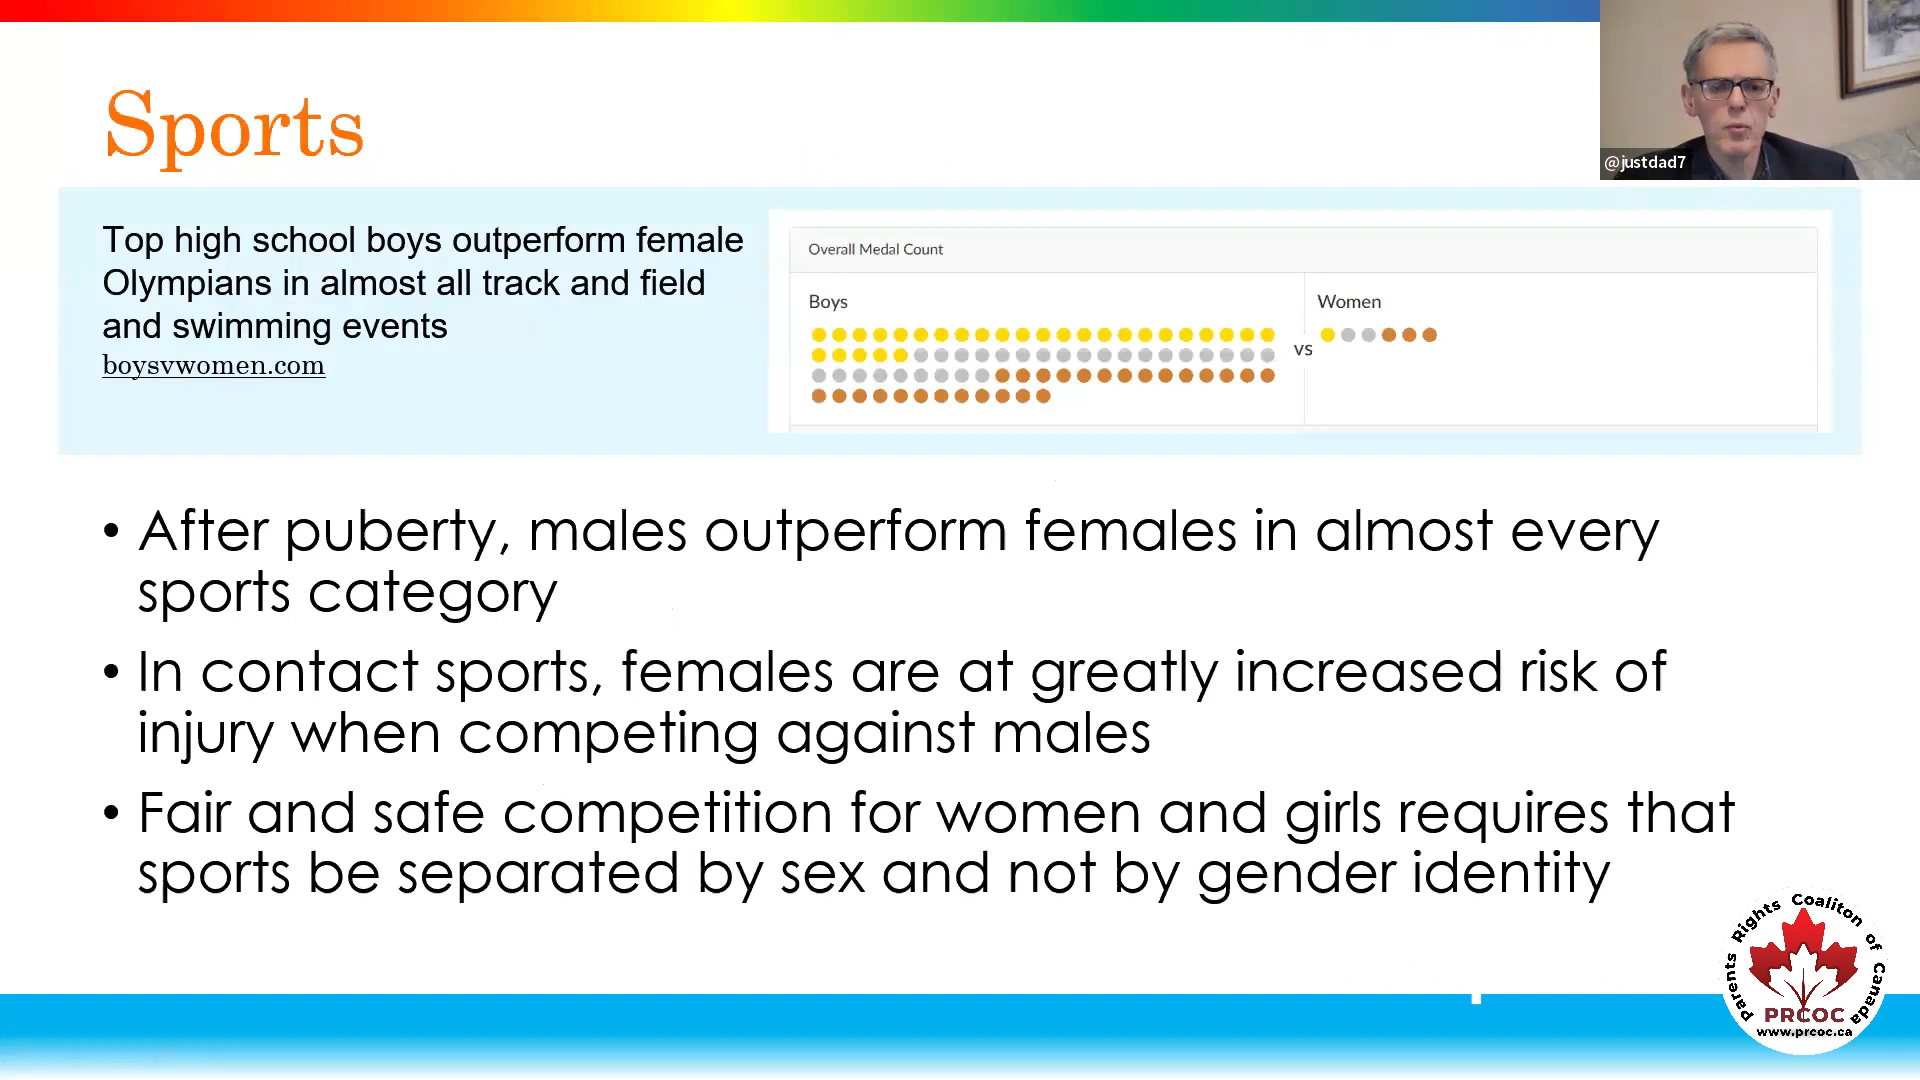 Sports
@justdad7
Top high school boys outperform female
Olympians in almost all track and field
and swimming events
boysvwomen.com
Overall Medal Count
Boys
vs
Women
• After puberty, males outperform females in almost every
sports category
• In contact sports, females are at greatly increased risk of
injury when competing against males
• Fair and safe competition for women and girls requires that
sports be separated by sex and not by gender identity
Parents Rights Coaliton of Canada
PRCOC
www.prcoc.ca